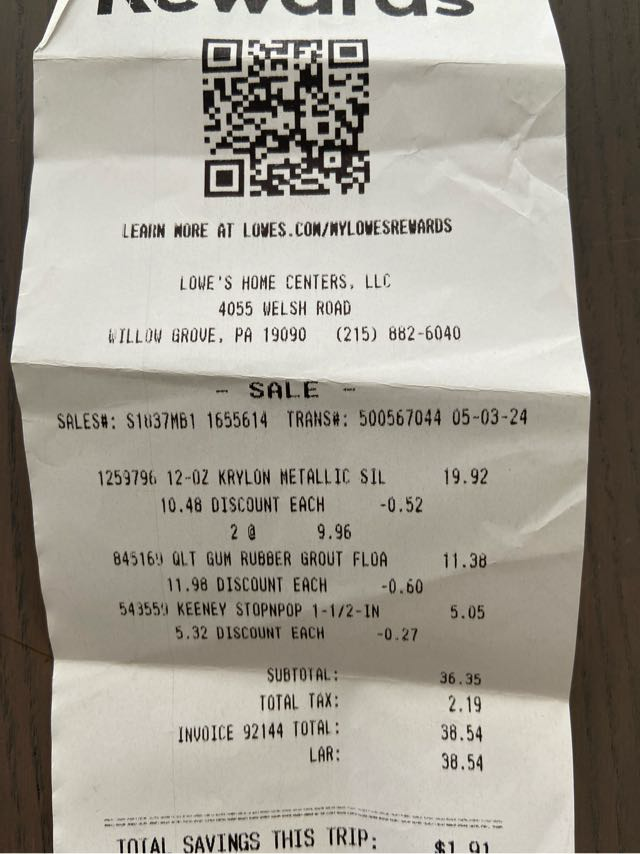 Rewards
LEARN MORE AT LOWES.COM/MYLOWESREWARDS
LOWE'S HOME CENTERS, LLC
4055 WELSH ROAD
WILLOW GROVE, PA 19090 (215) 882-6040
- SALE -
SALES#: S1837MB1 1655614 TRANS#: 500567044 05-03-24
1259796 12-OZ KRYLON METALLIC SIL 19.92
10.48 DISCOUNT EACH -0.52
2 @ 9.96
845169 QLT GUM RUBBER GROUT FLOA 11.38
11.98 DISCOUNT EACH -0.60
543559 KEENEY STOPNPOP 1-1/2-IN 5.05
5.32 DISCOUNT EACH -0.27
SUBTOTAL: 36.35
TOTAL TAX: 2.19
INVOICE 92144 TOTAL: 38.54
LAR: 38.54
TOTAL SAVINGS THIS TRIP: $1.91